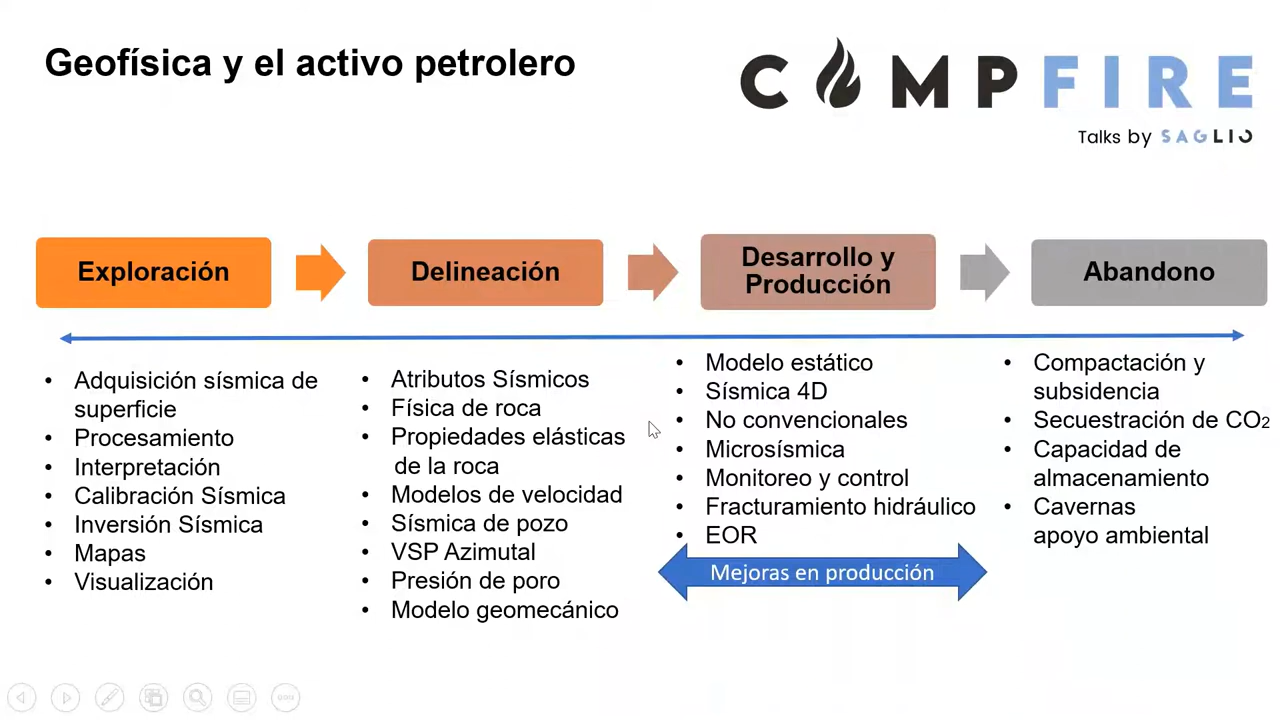 Geofísica y el activo petrolero
CAMPFIRE
Talks by SAGLIO
Exploración
Delineación
Desarrollo y
Producción
Abandono
• Adquisición sísmica de
superficie
• Procesamiento
• Interpretación
• Calibración Sísmica
• Inversión Sísmica
• Mapas
• Visualización
• Atributos Sísmicos
• Física de roca
• Propiedades elásticas
de la roca
• Modelos de velocidad
• Sísmica de pozo
• VSP Azimutal
• Presión de poro
• Modelo geomecánico
• Modelo estático
• Sísmica 4D
• No convencionales
• Microsísmica
• Monitoreo y control
• Fracturamiento hidráulico
• EOR
Mejoras en producción
• Compactación y
subsidencia
• Secuestración de CO2
• Capacidad de
almacenamiento
• Cavernas
apoyo ambiental